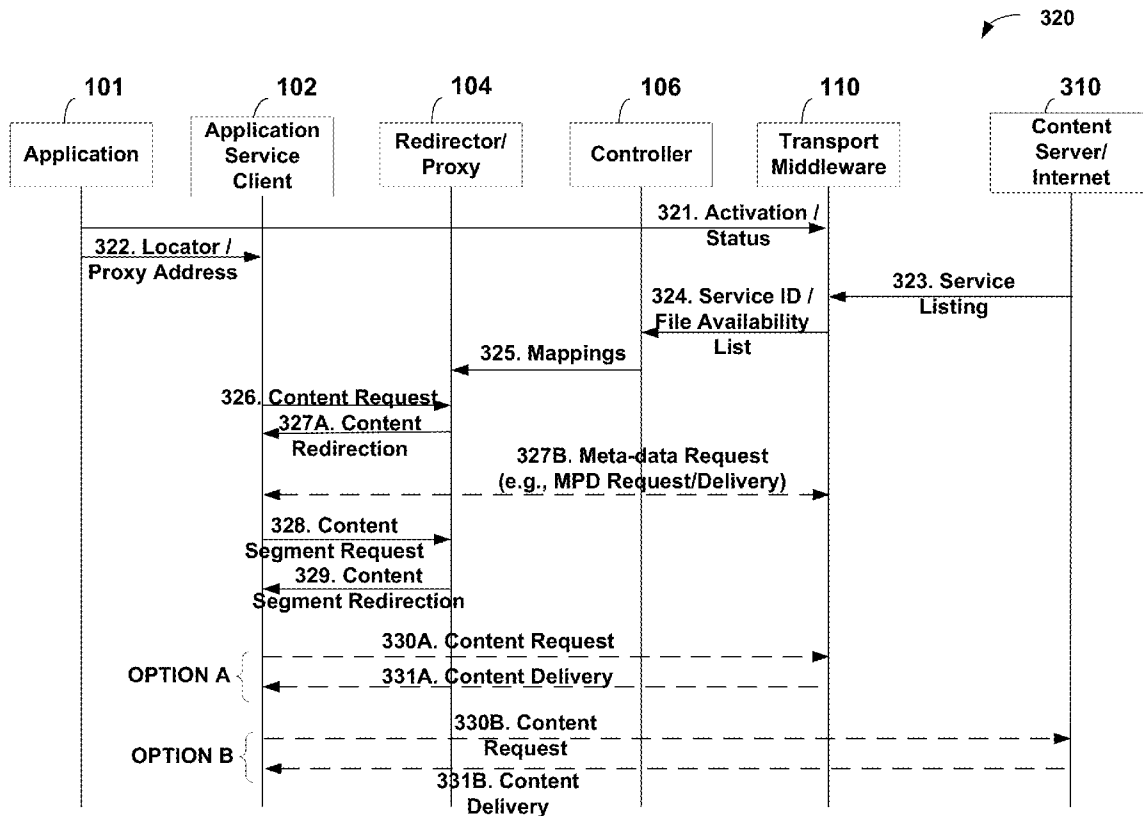 320
101
102
104
106
110
310
Application
Application
Service
Client
Redirector/
Proxy
Controller
Transport
Middleware
Content
Server/
Internet
321. Activation /
Status
322. Locator /
Proxy Address
323. Service
Listing
324. Service ID /
File Availability
List
325. Mappings
326. Content Request
327A. Content
Redirection
327B. Meta-data Request
(e.g., MPD Request/Delivery)
328. Content
Segment Request
329. Content
Segment Redirection
OPTION A
330A. Content Request
331A. Content Delivery
OPTION B
330B. Content
Request
331B. Content
Delivery